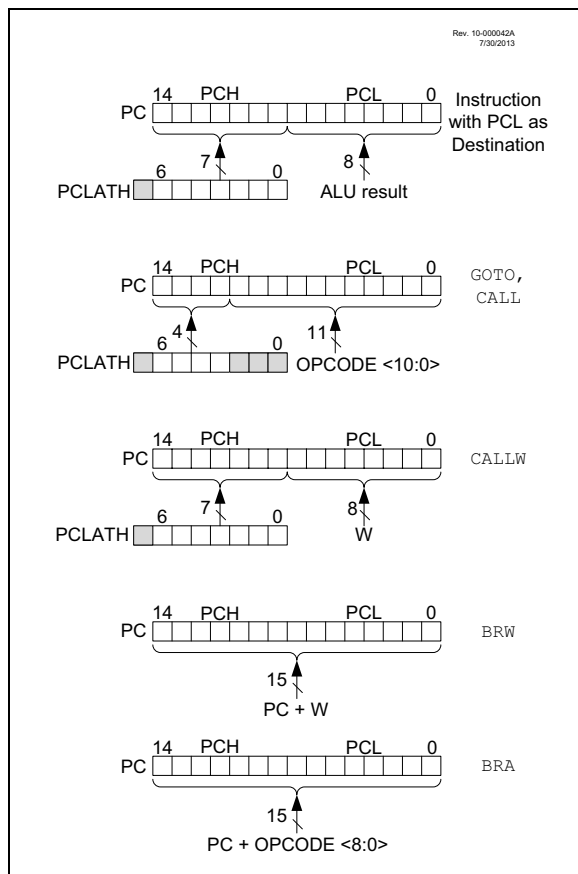 Rev. 10-000042A
7/30/2013
14 PCH PCL 0
PC
Instruction
with PCL as
Destination
7 8
6 0
PCLATH
ALU result
14 PCH PCL 0
PC
GOTO,
CALL
4 11
6 0
PCLATH
OPCODE <10:0>
14 PCH PCL 0
PC
CALLW
7 8
6 0
PCLATH
W
14 PCH PCL 0
PC
BRW
15
PC + W
14 PCH PCL 0
PC
BRA
15
PC + OPCODE <8:0>